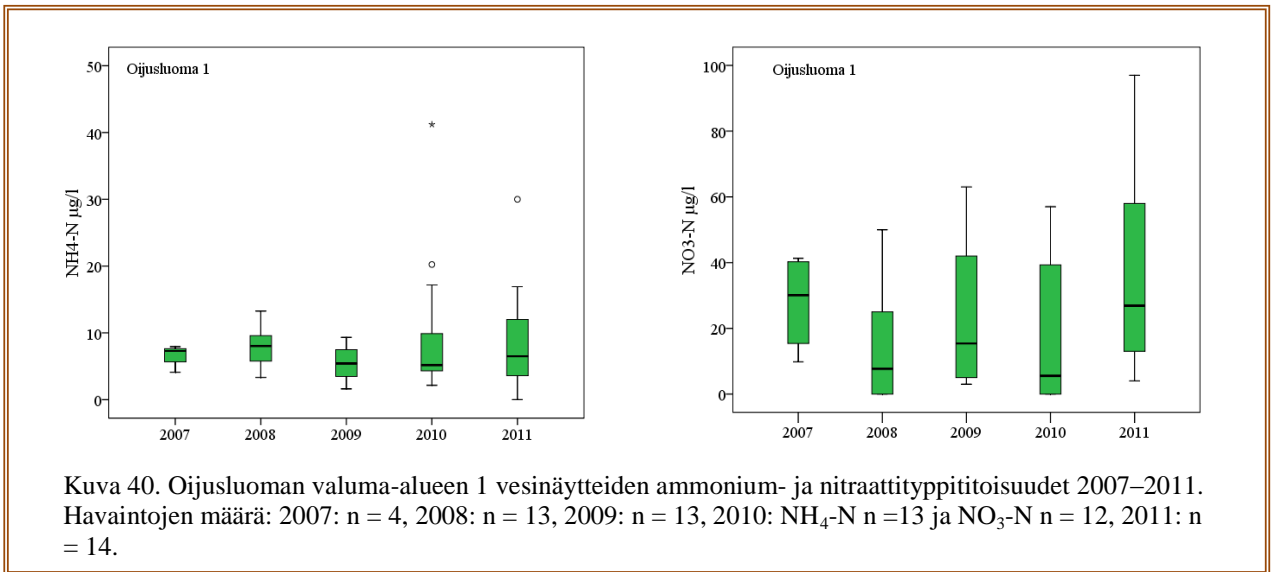 Oijusluoma 1
50
40
30
20
10
0
NH4-N µg/l
2007 2008 2009 2010 2011
Oijusluoma 1
100
80
60
40
20
0
NO3-N µg/l
2007 2008 2009 2010 2011
Kuva 40. Oijusluoman valuma-alueen 1 vesinäytteiden ammonium- ja nitraattityppitoisuudet 2007–2011.
Havaintojen määrä: 2007: n = 4, 2008: n = 13, 2009: n = 13, 2010: NH₄-N n =13 ja NO₃-N n = 12, 2011: n
= 14.